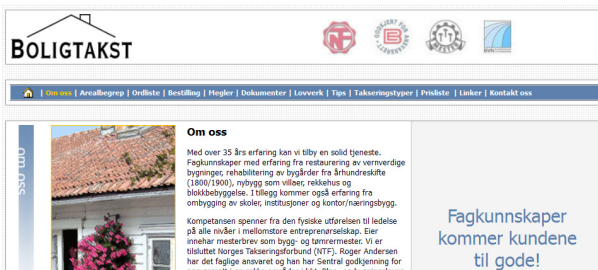 BOLIGTAKST
NTF
GODKJENT FOR ANSVARSRETT
MESTER
| Om oss | Arealbegrep | Ordliste | Bestilling | Megler | Dokumenter | Lovverk | Tips | Takseringstyper | Prisliste | Linker | Kontakt oss
Om oss
Om oss
Med over 35 års erfaring kan vi tilby en solid tjeneste.
Fagkunnskaper med erfaring fra restaurering av vernverdige
bygninger, rehabilitering av bygårder fra århundreskifte
(1800/1900), nybygg som villaer, rekkehus og
blokkbebyggelse. I tillegg kommer også erfaring fra
ombygging av skoler, institusjoner og kontor/næringsbygg.
Kompetansen spenner fra den fysiske utførelsen til ledelse
på alle nivåer i mellomstore entreprenørselskap. Eier
innehar mesterbrev som bygg- og tømrermester. Vi er
tilsluttet Norges Takseringsforbund (NTF). Roger Andersen
har det faglige ansvaret og han har Sentral godkjenning for
Fagkunnskaper
kommer kundene
til gode!